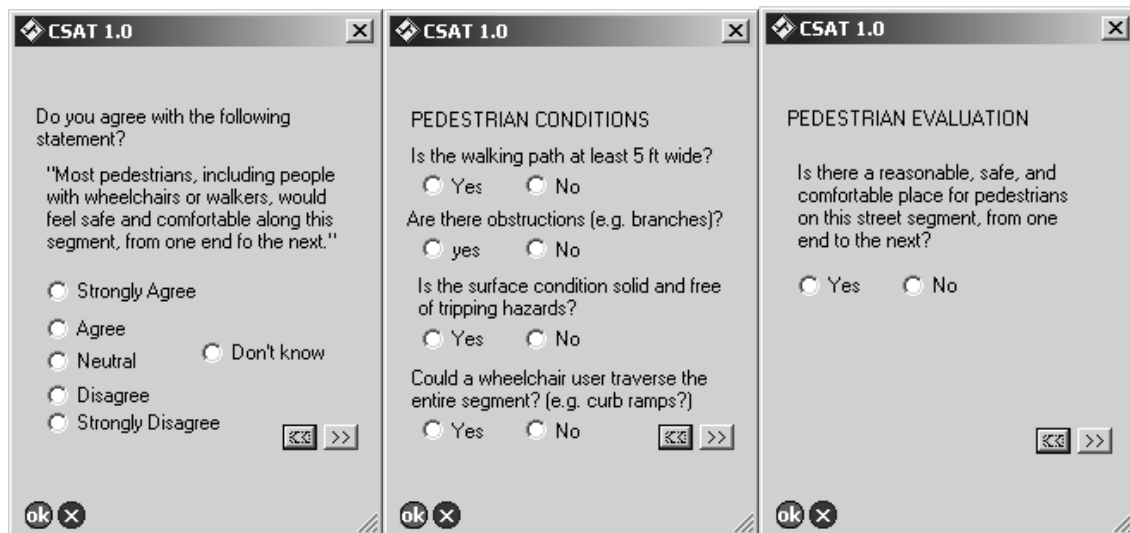 CSAT 1.0
Do you agree with the following
statement?
"Most pedestrians, including people
with wheelchairs or walkers, would
feel safe and comfortable along this
segment, from one end fo the next."
Strongly Agree
Agree
Neutral
Don't know
Disagree
Strongly Disagree
<< >>
ok
CSAT 1.0
PEDESTRIAN CONDITIONS
Is the walking path at least 5 ft wide?
Yes No
Are there obstructions (e.g. branches)?
yes No
Is the surface condition solid and free
of tripping hazards?
Yes No
Could a wheelchair user traverse the
entire segment? (e.g. curb ramps?)
Yes No
<< >>
ok
CSAT 1.0
PEDESTRIAN EVALUATION
Is there a reasonable, safe, and
comfortable place for pedestrians
on this street segment, from one
end to the next?
Yes No
<< >>
ok